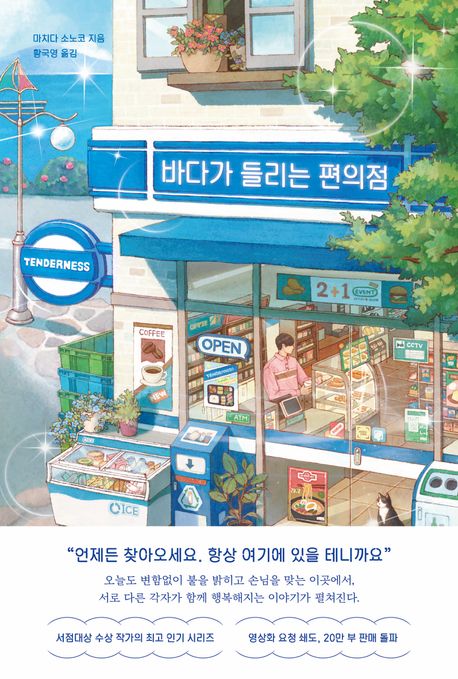 마치다 소노코 지음
황국영 옮김
바다가 들리는 편의점
TENDERNESS
2+1
EVENT
COFFEE
NEW
OPEN
TENDERNESS
CCTV
ATM
ICE
“언제든 찾아오세요. 항상 여기에 있을 테니까요”
오늘도 변함없이 불을 밝히고 손님을 맞는 이곳에서,
서로 다른 각자가 함께 행복해지는 이야기가 펼쳐진다.
서점대상 수상 작가의 최고 인기 시리즈
영상화 요청 쇄도, 20만 부 판매 돌파